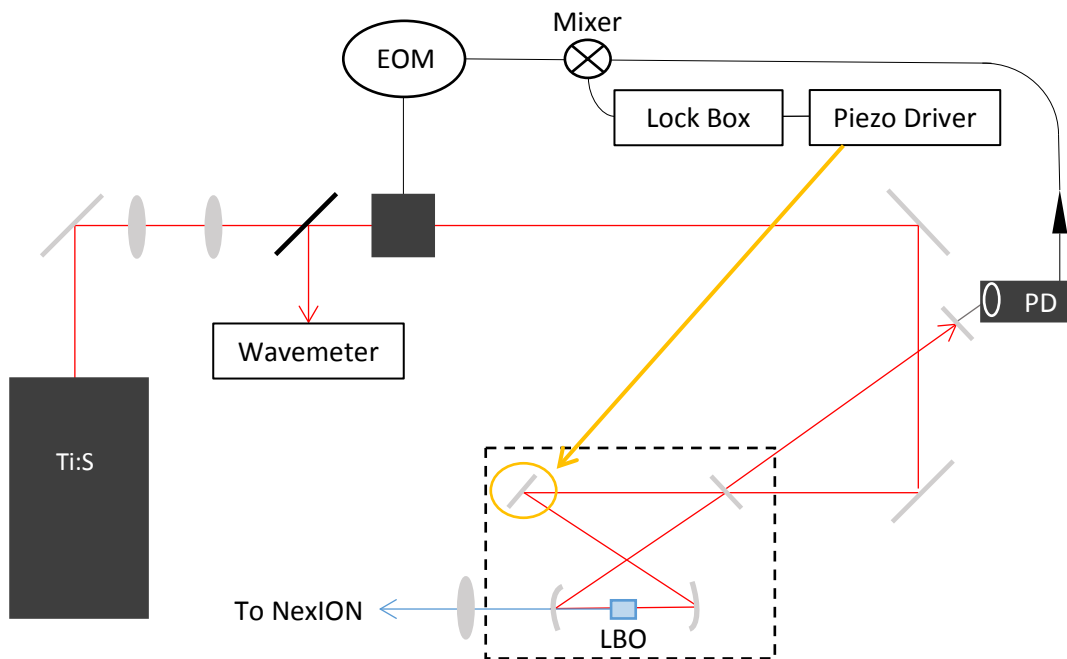 Mixer
EOM
Lock Box
Piezo Driver
PD
Wavemeter
Ti:S
To NexION
LBO